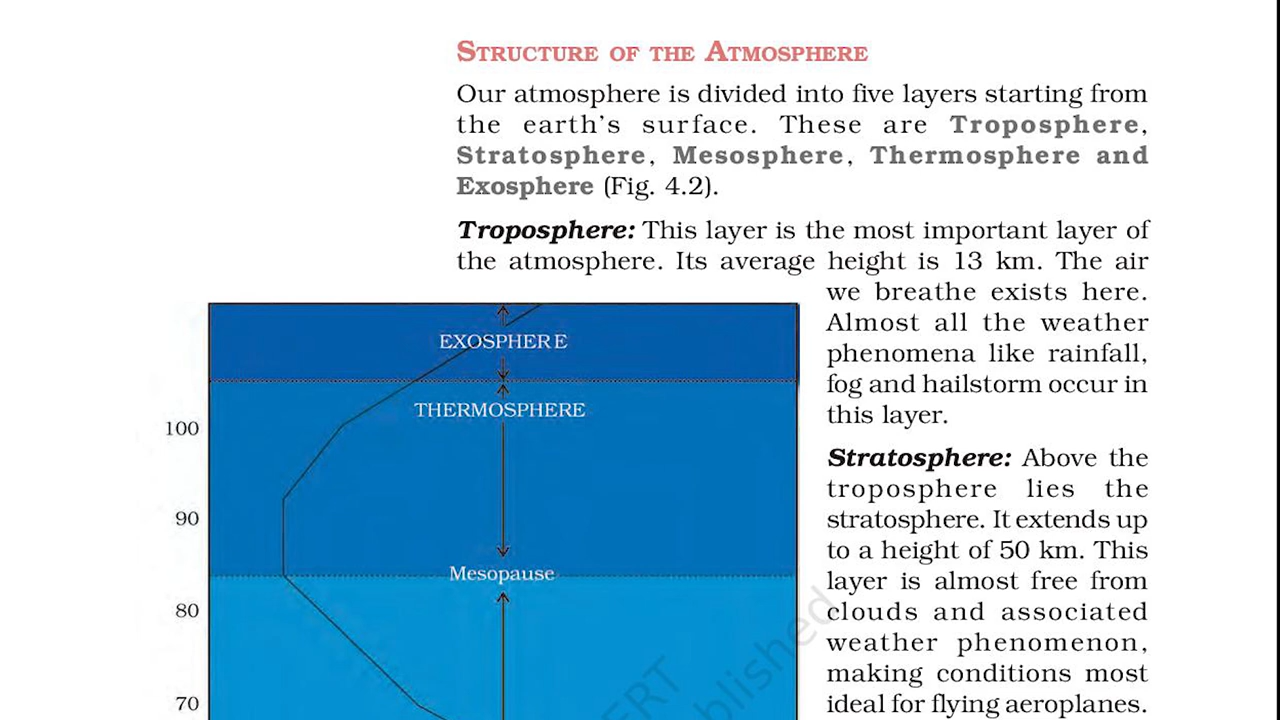 STRUCTURE OF THE ATMOSPHERE
Our atmosphere is divided into five layers starting from
the earth's surface. These are Troposphere,
Stratosphere, Mesosphere, Thermosphere and
Exosphere (Fig. 4.2).
Troposphere: This layer is the most important layer of
the atmosphere. Its average height is 13 km. The air
we breathe exists here.
Almost all the weather
phenomena like rainfall,
fog and hailstorm occur in
this layer.
Stratosphere: Above the
troposphere lies the
stratosphere. It extends up
to a height of 50 km. This
layer is almost free from
clouds and associated
weather phenomenon,
making conditions most
ideal for flying aeroplanes.
EXOSPHERE
THERMOSPHERE
100
90
Mesopause
80
70